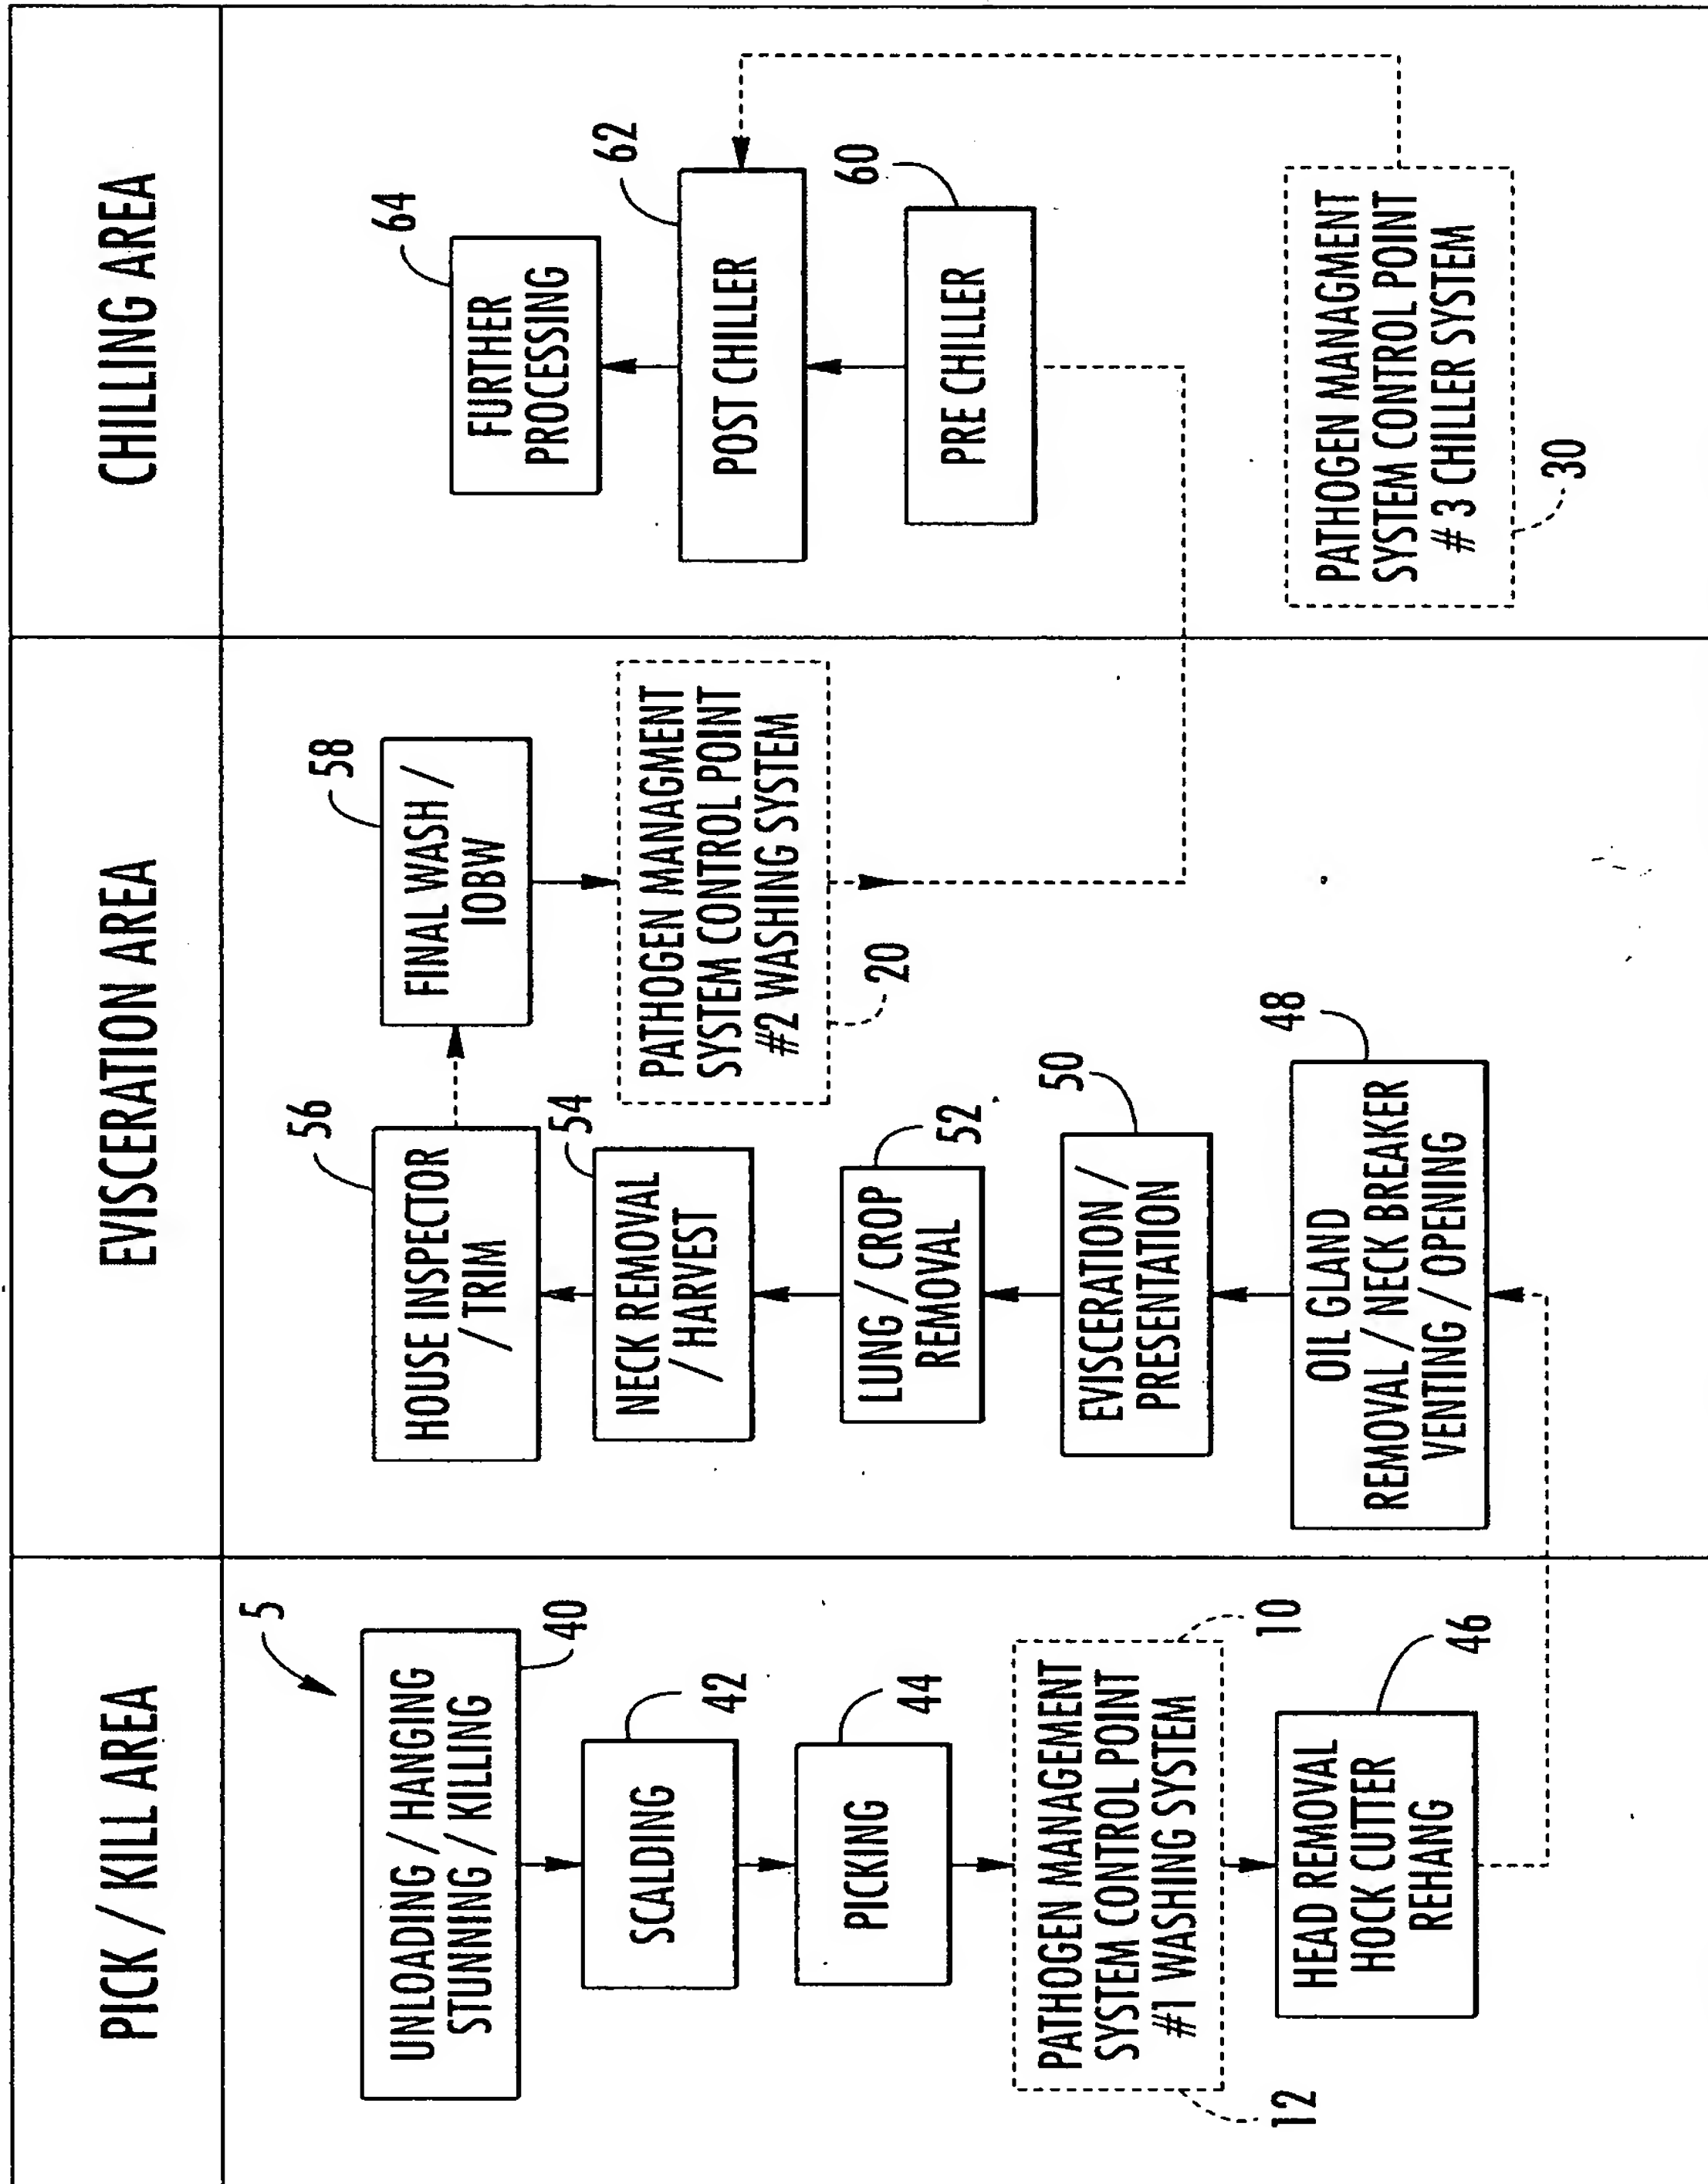 PICK / KILL AREA
5
UNLOADING / HANGING
STUNNING / KILLING
40
SCALDING
42
PICKING
44
PATHOGEN MANAGEMENT
SYSTEM CONTROL POINT
#1 WASHING SYSTEM
10
12
HEAD REMOVAL
HOCK CUTTER
REHANG
46
EVISCERATION AREA
56
HOUSE INSPECTOR
/ TRIM
54
NECK REMOVAL
/ HARVEST
LUNG / CROP
REMOVAL
52
50
EVISCERATION /
PRESENTATION
48
OIL GLAND
REMOVAL / NECK BREAKER
VENTING / OPENING
58
FINAL WASH /
IOBW
PATHOGEN MANAGMENT
SYSTEM CONTROL POINT
#2 WASHING SYSTEM
20
CHILLING AREA
64
FURTHER
PROCESSING
62
POST CHILLER
60
PRE CHILLER
PATHOGEN MANAGMENT
SYSTEM CONTROL POINT
# 3 CHILLER SYSTEM
30